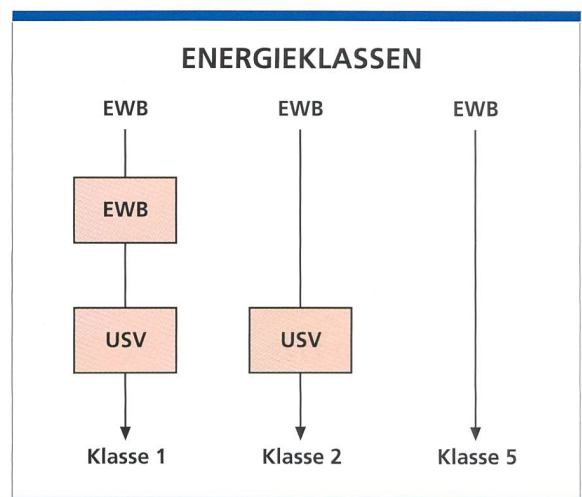 ENERGIEKLASSEN
EWB EWB EWB
EWB
USV USV
Klasse 1 Klasse 2 Klasse 5